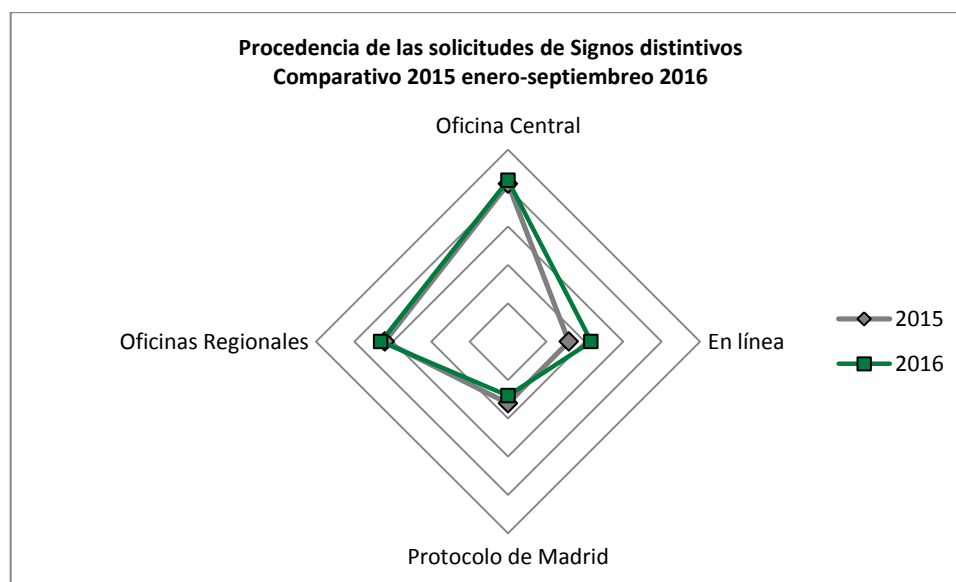 Procedencia de las solicitudes de Signos distintivos
Comparativo 2015 enero-septiembreo 2016
Oficina Central
Oficinas Regionales
En línea
Protocolo de Madrid
2015
2016